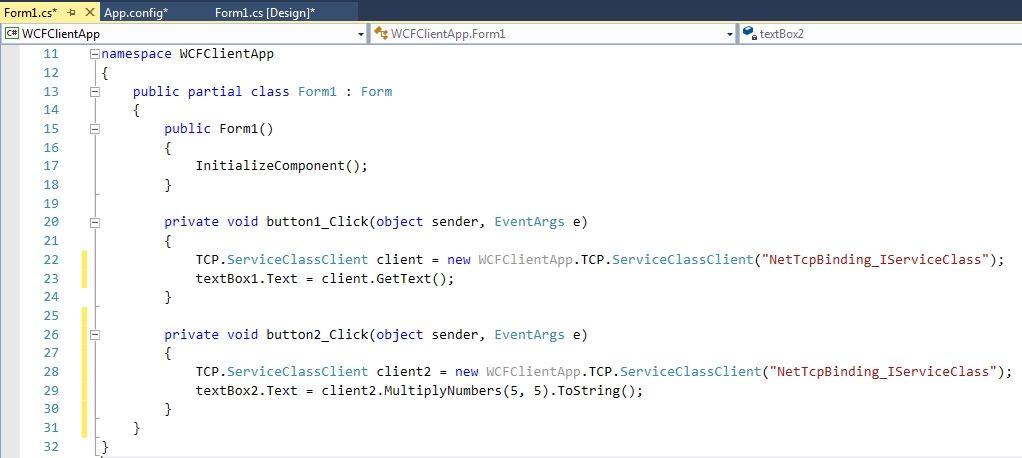 Form1.cs* App.config* Form1.cs [Design]*
C# WCFClientApp WCFClientApp.Form1 textBox2
11 namespace WCFClientApp
12 {
13 public partial class Form1 : Form
14 {
15 public Form1()
16 {
17 InitializeComponent();
18 }
19
20 private void button1_Click(object sender, EventArgs e)
21 {
22 TCP.ServiceClassClient client = new WCFClientApp.TCP.ServiceClassClient("NetTcpBinding_IServiceClass");
23 textBox1.Text = client.GetText();
24 }
25
26 private void button2_Click(object sender, EventArgs e)
27 {
28 TCP.ServiceClassClient client2 = new WCFClientApp.TCP.ServiceClassClient("NetTcpBinding_IServiceClass");
29 textBox2.Text = client2.MultiplyNumbers(5, 5).ToString();
30 }
31 }
32 }